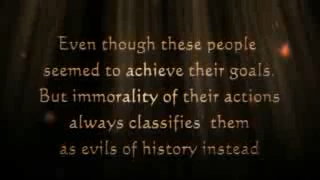 Even though these people
seemed to achieve their goals.
But immorality of their actions
always classifies them
as evils of history instead